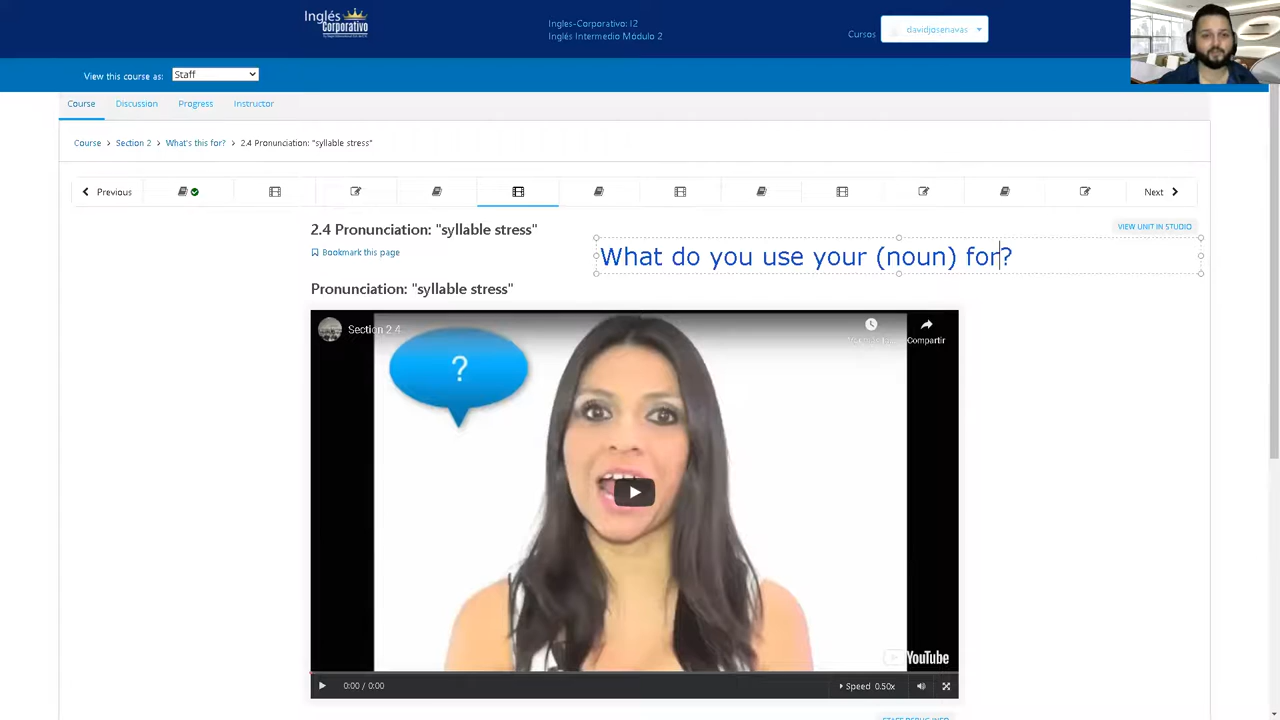 Inglés
Corporativo
Ingles-Corporativo: I2
Inglés Intermedio Módulo 2
Cursos
davidjosenavas
View this course as:
Staff
Course
Discussion
Progress
Instructor
Course > Section 2 > What's this for? > 2.4 Pronunciation: "syllable stress"
Previous
Next
2.4 Pronunciation: "syllable stress"
VIEW UNIT IN STUDIO
Bookmark this page
What do you use your (noun) for?
Pronunciation: "syllable stress"
Section 2.4
Compartir
?
YouTube
0:00 / 0:00
Speed 0.50x